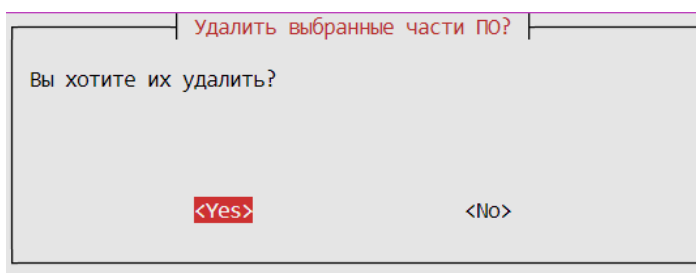 Удалить выбранные части ПО?
Вы хотите их удалить?
<Yes> <No>